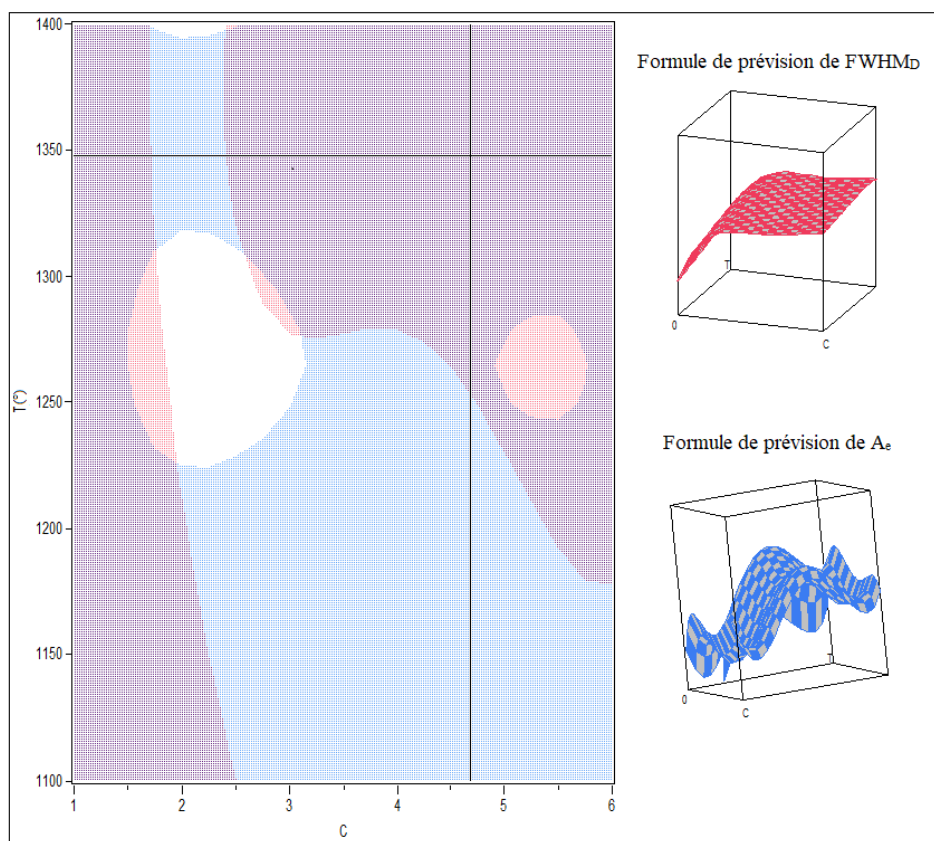 1400
1350
1300
1250
1200
1150
1100
T(°)
1
2
3
4
5
6
C
Formule de prévision de FWHMD
T
0
C
Formule de prévision de Ae
T
0
C